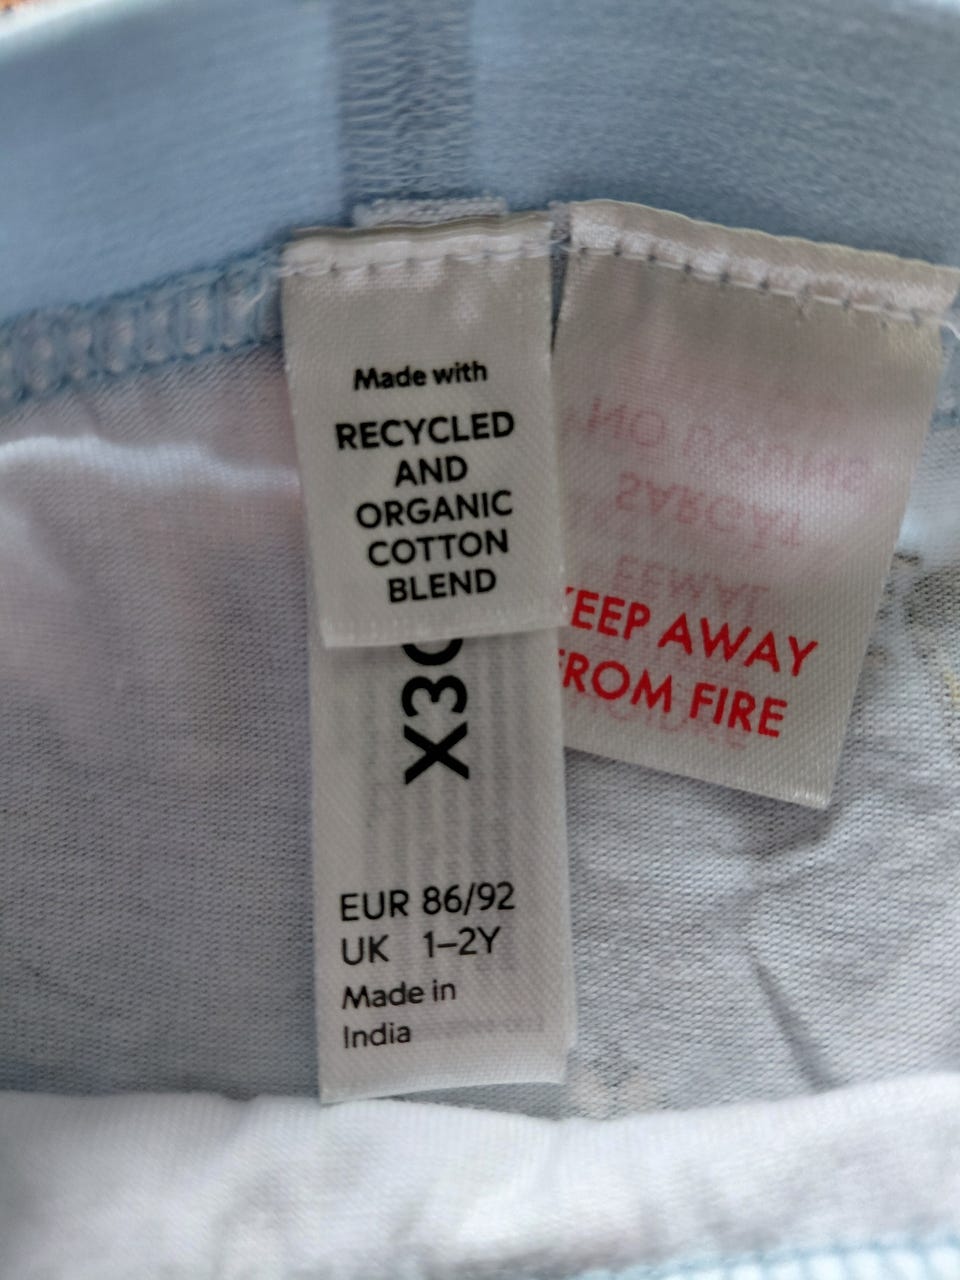 Made with
RECYCLED
AND
ORGANIC
COTTON
BLEND
EUR 86/92
UK 1–2Y
Made in
India
KEEP AWAY
FROM FIRE